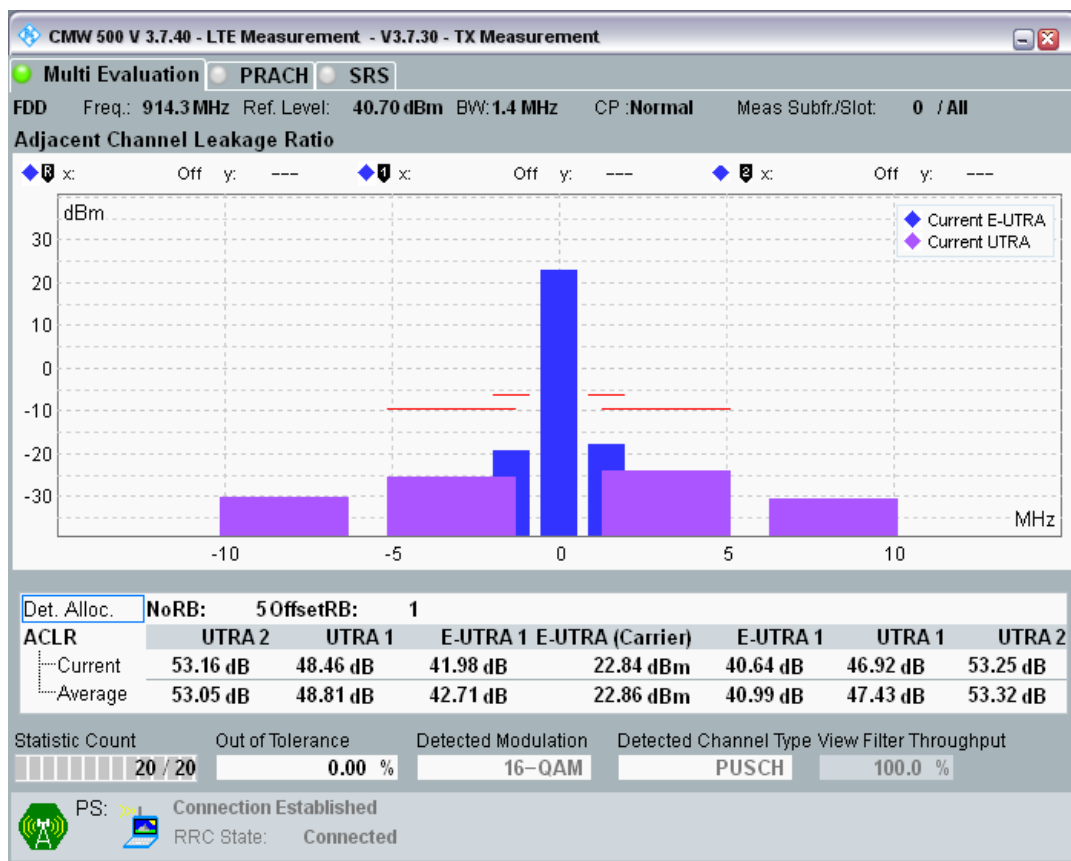 CMW 500 V 3.7.40 - LTE Measurement - V3.7.30 - TX Measurement
Multi Evaluation PRACH SRS
FDD Freq.: 914.3 MHz Ref. Level: 40.70 dBm BW: 1.4 MHz CP :Normal Meas Subfr./Slot: 0 / All
Adjacent Channel Leakage Ratio
R x: Off y: --- 1 x: Off y: --- 2 x: Off y: ---
dBm
Current E-UTRA
Current UTRA
30
20
10
0
-10
-20
-30
MHz
-10 -5 0 5 10
Det. Alloc. NoRB: 5 OffsetRB: 1
ACLR UTRA 2 UTRA 1 E-UTRA 1 E-UTRA (Carrier) E-UTRA 1 UTRA 1 UTRA 2
Current 53.16 dB 48.46 dB 41.98 dB 22.84 dBm 40.64 dB 46.92 dB 53.25 dB
Average 53.05 dB 48.81 dB 42.71 dB 22.86 dBm 40.99 dB 47.43 dB 53.32 dB
Statistic Count Out of Tolerance Detected Modulation Detected Channel Type View Filter Throughput
20 / 20 0.00 % 16-QAM PUSCH 100.0 %
PS: Connection Established
RRC State: Connected